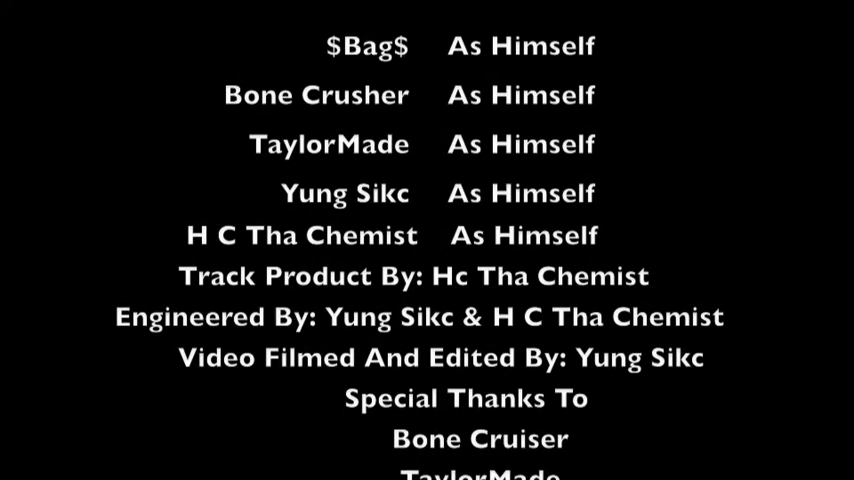 $Bag$ As Himself
Bone Crusher As Himself
TaylorMade As Himself
Yung Sikc As Himself
H C Tha Chemist As Himself
Track Product By: Hc Tha Chemist
Engineered By: Yung Sikc & H C Tha Chemist
Video Filmed And Edited By: Yung Sikc
Special Thanks To
Bone Cruiser
TaylorMade